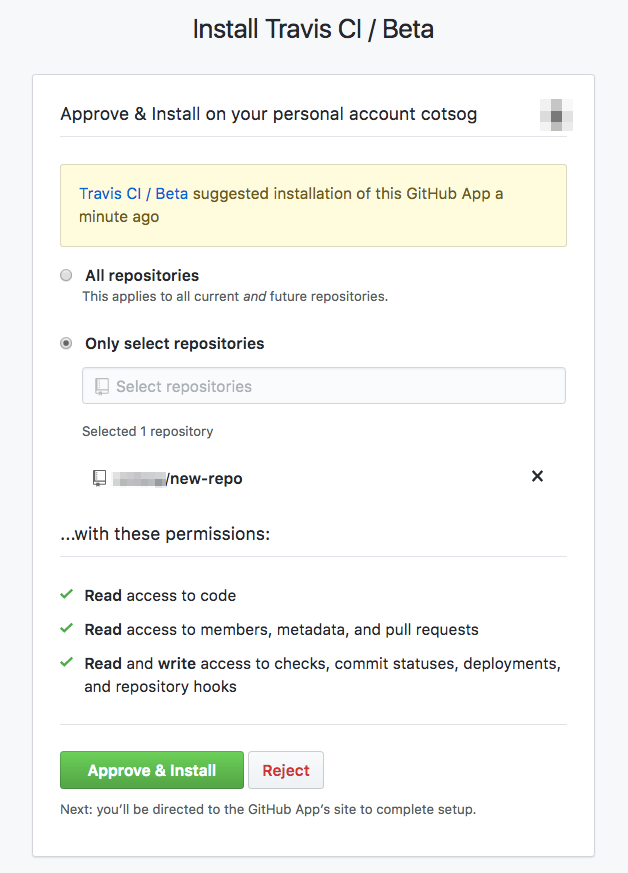 Install Travis CI / Beta
Approve & Install on your personal account cotsog
Travis CI / Beta suggested installation of this GitHub App a
minute ago
All repositories
This applies to all current and future repositories.
Only select repositories
Select repositories
Selected 1 repository
/new-repo
...with these permissions:
Read access to code
Read access to members, metadata, and pull requests
Read and write access to checks, commit statuses, deployments,
and repository hooks
Approve & Install
Reject
Next: you’ll be directed to the GitHub App’s site to complete setup.